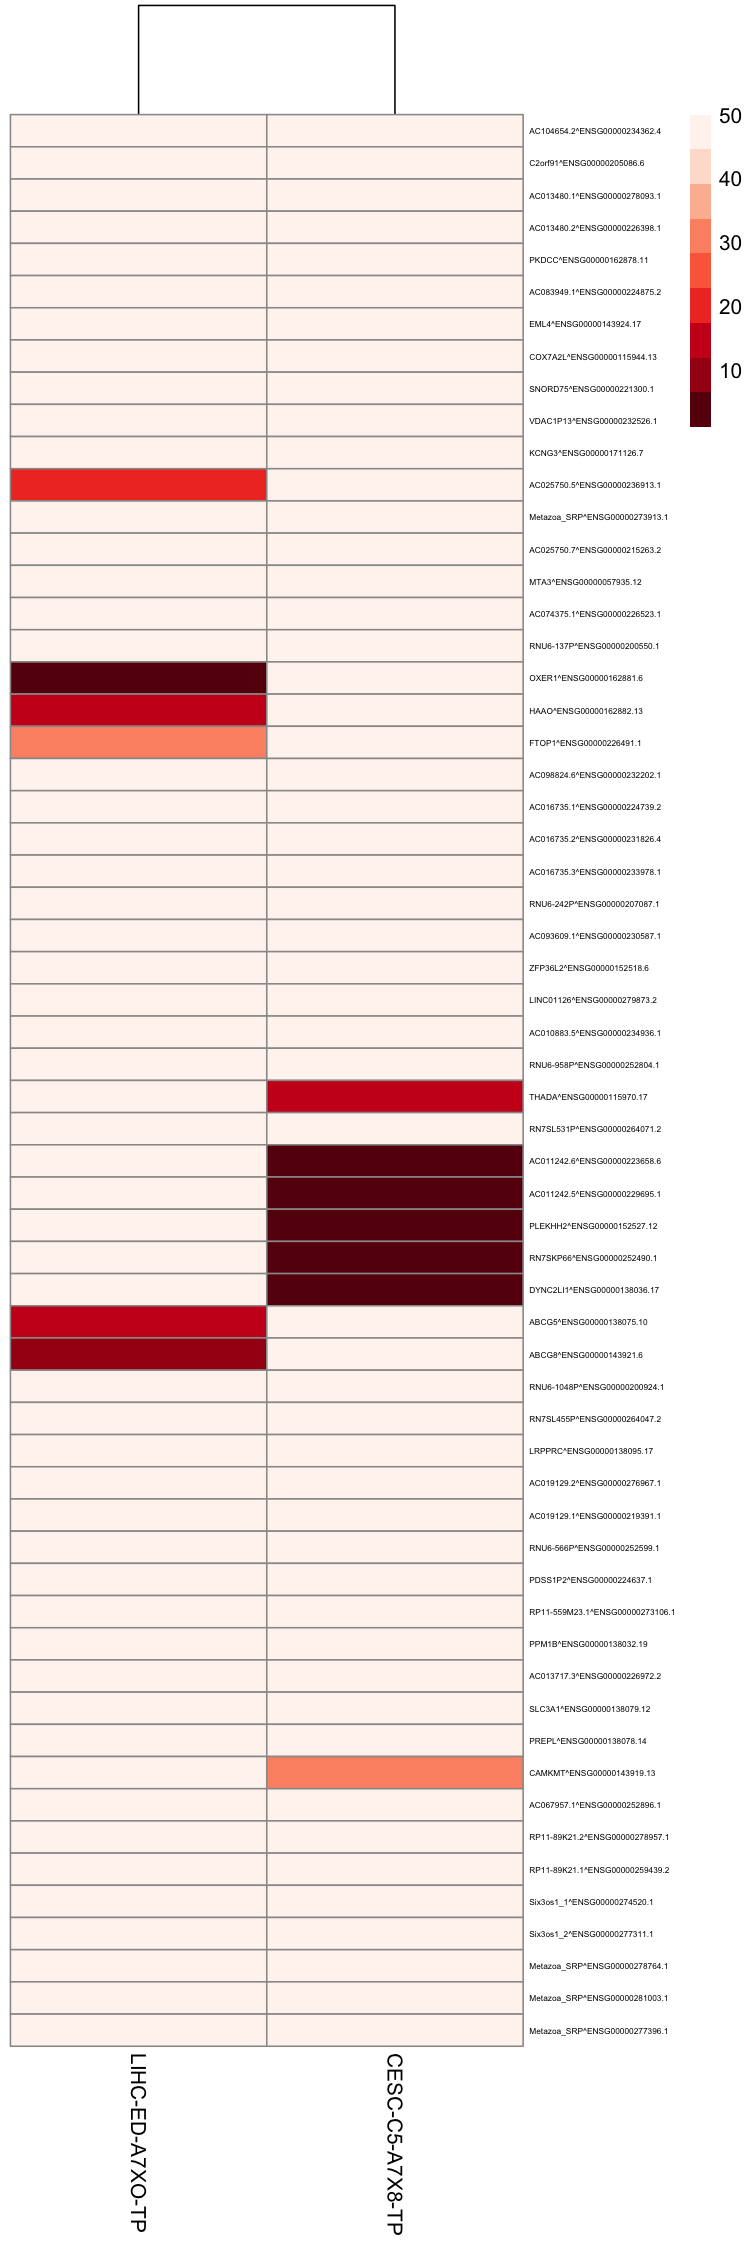 50
40
30
20
10
AC104654.2^ENSG00000234362.4
C2orf91^ENSG00000205086.6
AC013480.1^ENSG00000278093.1
AC013480.2^ENSG00000226398.1
PKDCC^ENSG00000162878.11
AC083949.1^ENSG00000224875.2
EML4^ENSG00000143924.17
COX7A2L^ENSG00000115944.13
SNORD75^ENSG00000221300.1
VDAC1P13^ENSG00000232526.1
KCNG3^ENSG00000171126.7
AC025750.5^ENSG00000236913.1
Metazoa_SRP^ENSG00000273913.1
AC025750.7^ENSG00000215263.2
MTA3^ENSG00000057935.12
AC074375.1^ENSG00000226523.1
RNU6-137P^ENSG00000200550.1
OXER1^ENSG00000162881.6
HAAO^ENSG00000162882.13
FTOP1^ENSG00000226491.1
AC098824.6^ENSG00000232202.1
AC016735.1^ENSG00000224739.2
AC016735.2^ENSG00000231826.4
AC016735.3^ENSG00000233978.1
RNU6-242P^ENSG00000207087.1
AC093609.1^ENSG00000230587.1
ZFP36L2^ENSG00000152518.6
LINC01126^ENSG00000279873.2
AC010883.5^ENSG00000234936.1
RNU6-958P^ENSG00000252804.1
THADA^ENSG00000115970.17
RN7SL531P^ENSG00000264071.2
AC011242.6^ENSG00000223658.6
AC011242.5^ENSG00000229695.1
PLEKHH2^ENSG00000152527.12
RN7SKP66^ENSG00000252490.1
DYNC2LI1^ENSG00000138036.17
ABCG5^ENSG00000138075.10
ABCG8^ENSG00000143921.6
RNU6-1048P^ENSG00000200924.1
RN7SL455P^ENSG00000264047.2
LRPPRC^ENSG00000138095.17
AC019129.2^ENSG00000276967.1
AC019129.1^ENSG00000219391.1
RNU6-566P^ENSG00000252599.1
PDSS1P2^ENSG00000224637.1
RP11-559M23.1^ENSG00000273106.1
PPM1B^ENSG00000138032.19
AC013717.3^ENSG00000226972.2
SLC3A1^ENSG00000138079.12
PREPL^ENSG00000138078.14
CAMKMT^ENSG00000143919.13
AC067957.1^ENSG00000252896.1
RP11-89K21.2^ENSG00000278957.1
RP11-89K21.1^ENSG00000259439.2
Six3os1_1^ENSG00000274520.1
Six3os1_2^ENSG00000277311.1
Metazoa_SRP^ENSG00000278764.1
Metazoa_SRP^ENSG00000281003.1
Metazoa_SRP^ENSG00000277396.1
LIHC-ED-A7XO-TP
CESC-C5-A7X8-TP